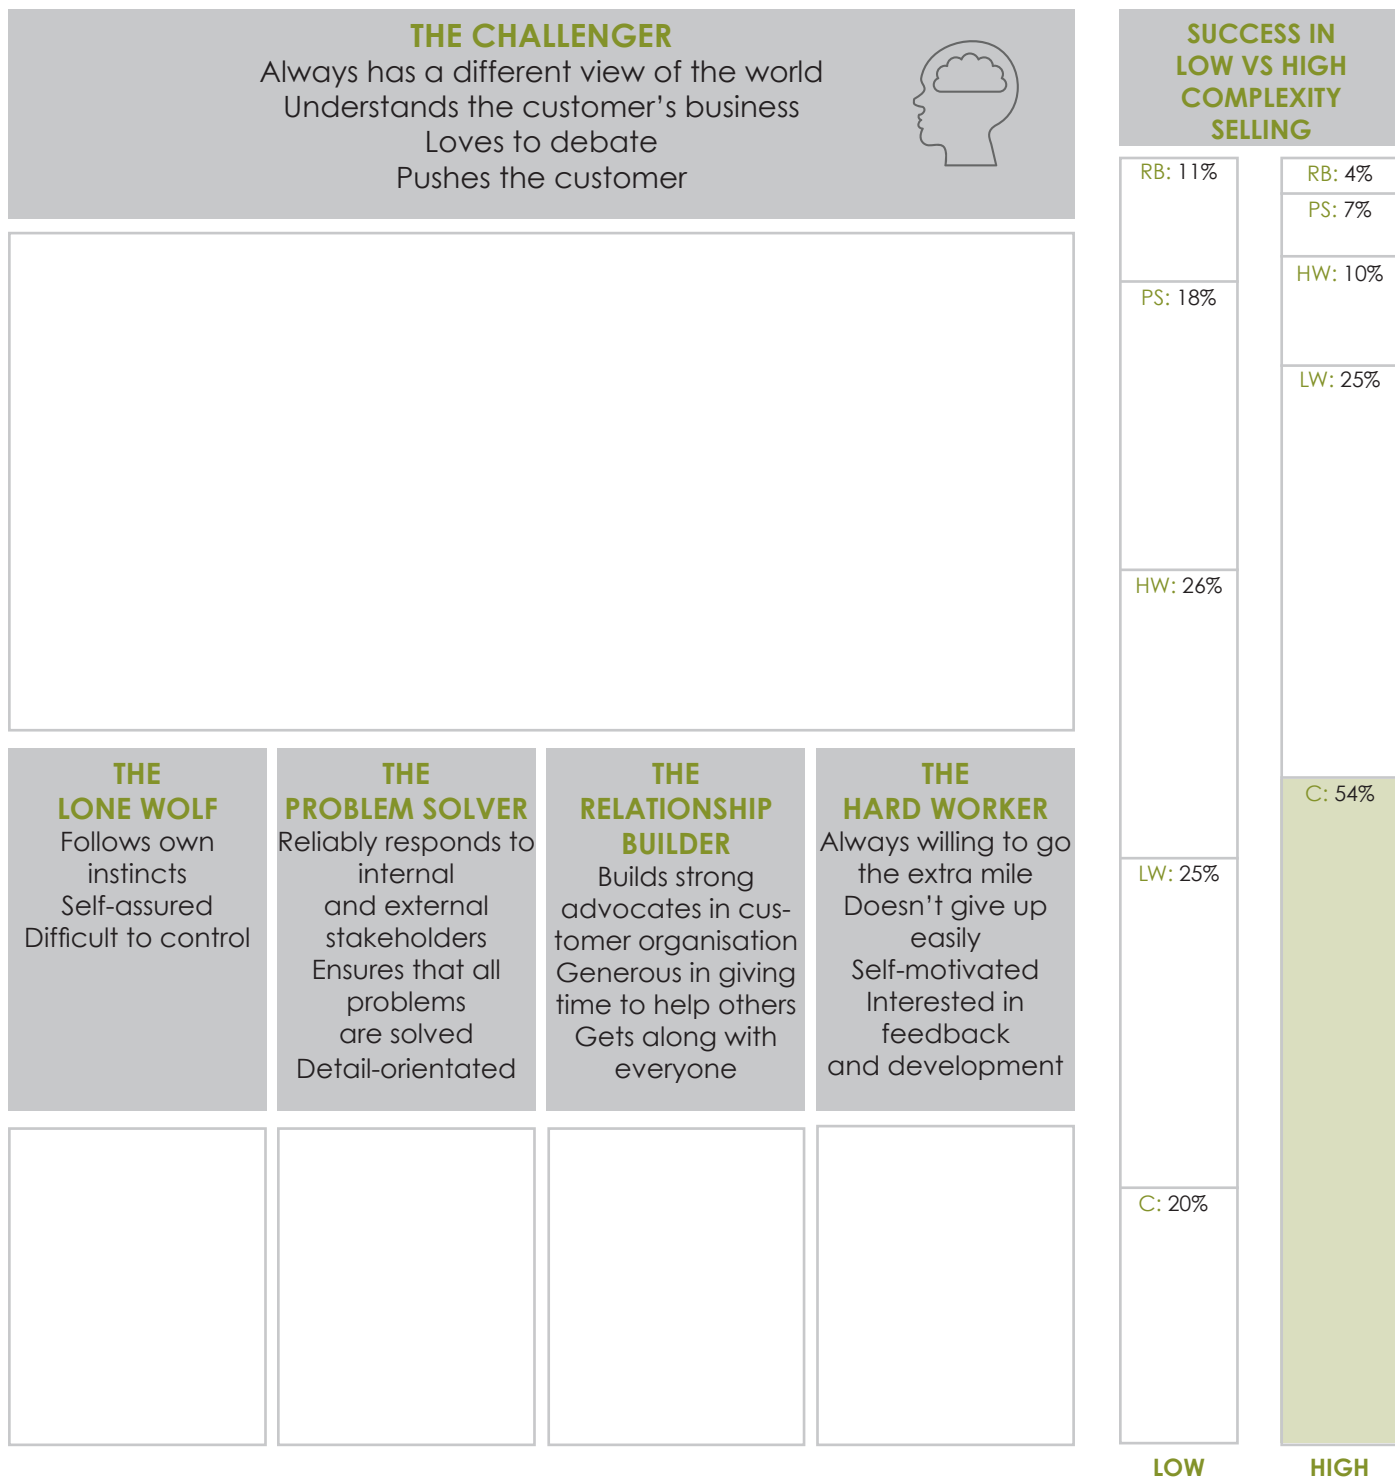 THE CHALLENGER
Always has a different view of the world
Understands the customer’s business
Loves to debate
Pushes the customer
THE
LONE WOLF
Follows own
instincts
Self-assured
Difficult to control
THE
PROBLEM SOLVER
Reliably responds to
internal
and external
stakeholders
Ensures that all
problems
are solved
Detail-orientated
THE
RELATIONSHIP
BUILDER
Builds strong
advocates in cus-
tomer organisation
Generous in giving
time to help others
Gets along with
everyone
THE
HARD WORKER
Always willing to go
the extra mile
Doesn’t give up
easily
Self-motivated
Interested in
feedback
and development
SUCCESS IN
LOW VS HIGH
COMPLEXITY
SELLING
RB: 11%
PS: 18%
HW: 26%
LW: 25%
C: 20%
LOW
RB: 4%
PS: 7%
HW: 10%
LW: 25%
C: 54%
HIGH